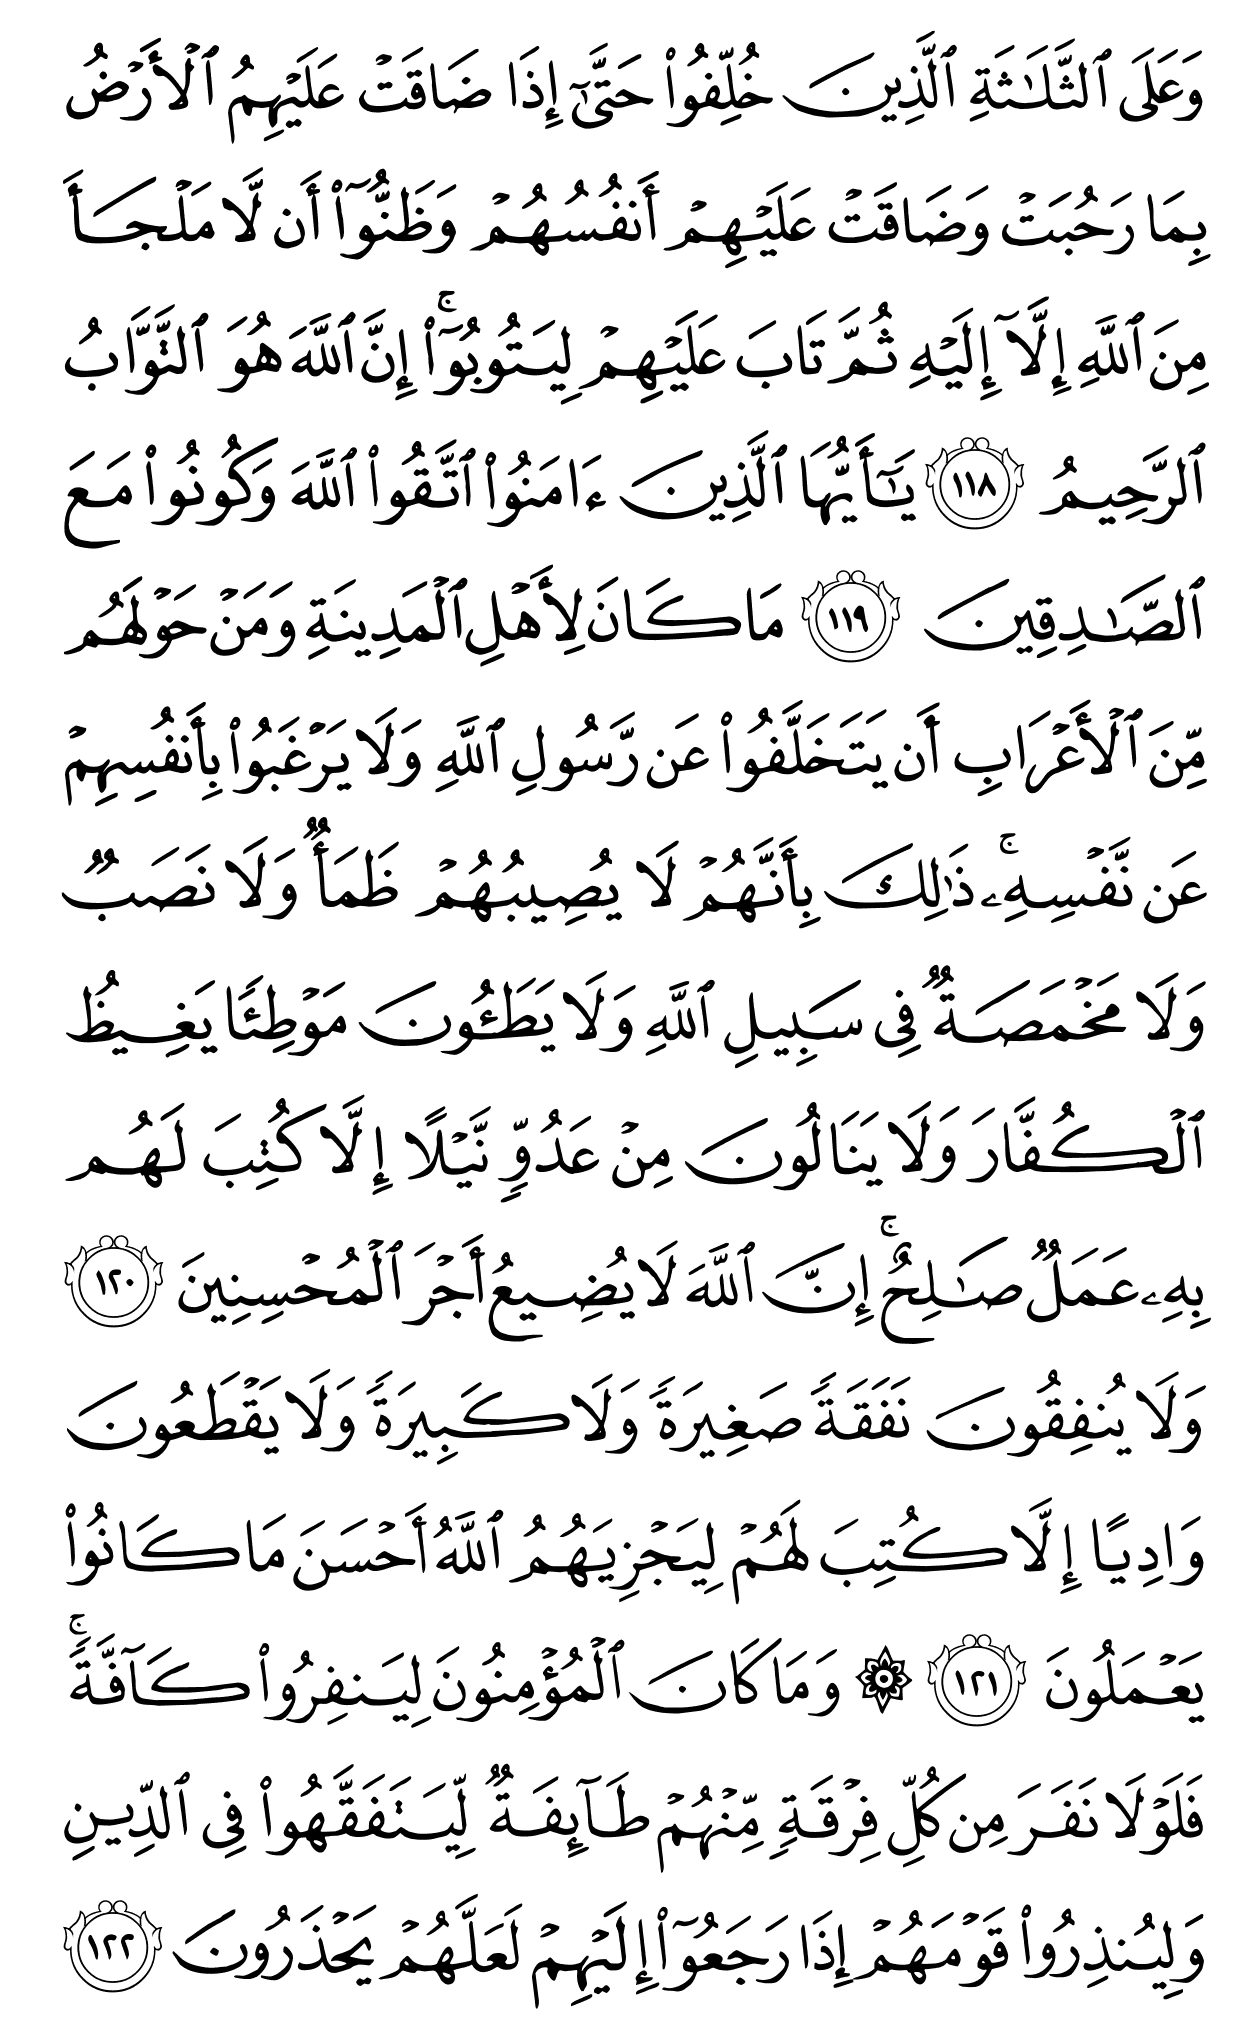 وَعَلَى ٱلثَّلَـٰثَةِ ٱلَّذِينَ خُلِّفُوا۟ حَتَّىٰٓ إِذَا ضَاقَتْ عَلَيْهِمُ ٱلْأَرْضُ
بِمَا رَحُبَتْ وَضَاقَتْ عَلَيْهِمْ أَنفُسُهُمْ وَظَنُّوٓا۟ أَن لَّا مَلْجَأَ
مِنَ ٱللَّهِ إِلَّآ إِلَيْهِ ثُمَّ تَابَ عَلَيْهِمْ لِيَتُوبُوٓا۟ ۚ إِنَّ ٱللَّهَ هُوَ ٱلتَّوَّابُ
ٱلرَّحِيمُ ١١٨ يَـٰٓأَيُّهَا ٱلَّذِينَ ءَامَنُوا۟ ٱتَّقُوا۟ ٱللَّهَ وَكُونُوا۟ مَعَ
ٱلصَّـٰدِقِينَ ١١٩ مَا كَانَ لِأَهْلِ ٱلْمَدِينَةِ وَمَنْ حَوْلَهُم
مِّنَ ٱلْأَعْرَابِ أَن يَتَخَلَّفُوا۟ عَن رَّسُولِ ٱللَّهِ وَلَا يَرْغَبُوا۟ بِأَنفُسِهِمْ
عَن نَّفْسِهِۦ ۚ ذَٰلِكَ بِأَنَّهُمْ لَا يُصِيبُهُمْ ظَمَأٌ وَلَا نَصَبٌ
وَلَا مَخْمَصَةٌ فِى سَبِيلِ ٱللَّهِ وَلَا يَطَـُٔونَ مَوْطِئًا يَغِيظُ
ٱلْكُفَّارَ وَلَا يَنَالُونَ مِنْ عَدُوٍّ نَّيْلًا إِلَّا كُتِبَ لَهُم
بِهِۦ عَمَلٌ صَـٰلِحٌ ۚ إِنَّ ٱللَّهَ لَا يُضِيعُ أَجْرَ ٱلْمُحْسِنِينَ ١٢٠
وَلَا يُنفِقُونَ نَفَقَةً صَغِيرَةً وَلَا كَبِيرَةً وَلَا يَقْطَعُونَ
وَادِيًا إِلَّا كُتِبَ لَهُمْ لِيَجْزِيَهُمُ ٱللَّهُ أَحْسَنَ مَا كَانُوا۟
يَعْمَلُونَ ١٢١ ۞ وَمَا كَانَ ٱلْمُؤْمِنُونَ لِيَنفِرُوا۟ كَآفَّةً ۚ
فَلَوْلَا نَفَرَ مِن كُلِّ فِرْقَةٍ مِّنْهُمْ طَآئِفَةٌ لِّيَتَفَقَّهُوا۟ فِى ٱلدِّينِ
وَلِيُنذِرُوا۟ قَوْمَهُمْ إِذَا رَجَعُوٓا۟ إِلَيْهِمْ لَعَلَّهُمْ يَحْذَرُونَ ١٢٢